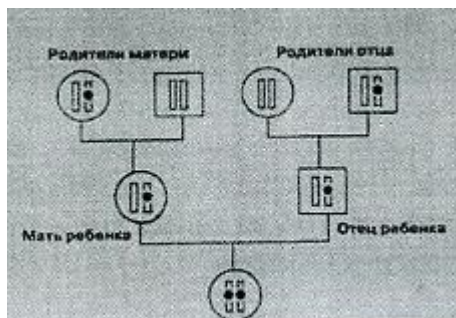 Родители матери
Родители отца
Мать ребенка
Отец ребенка